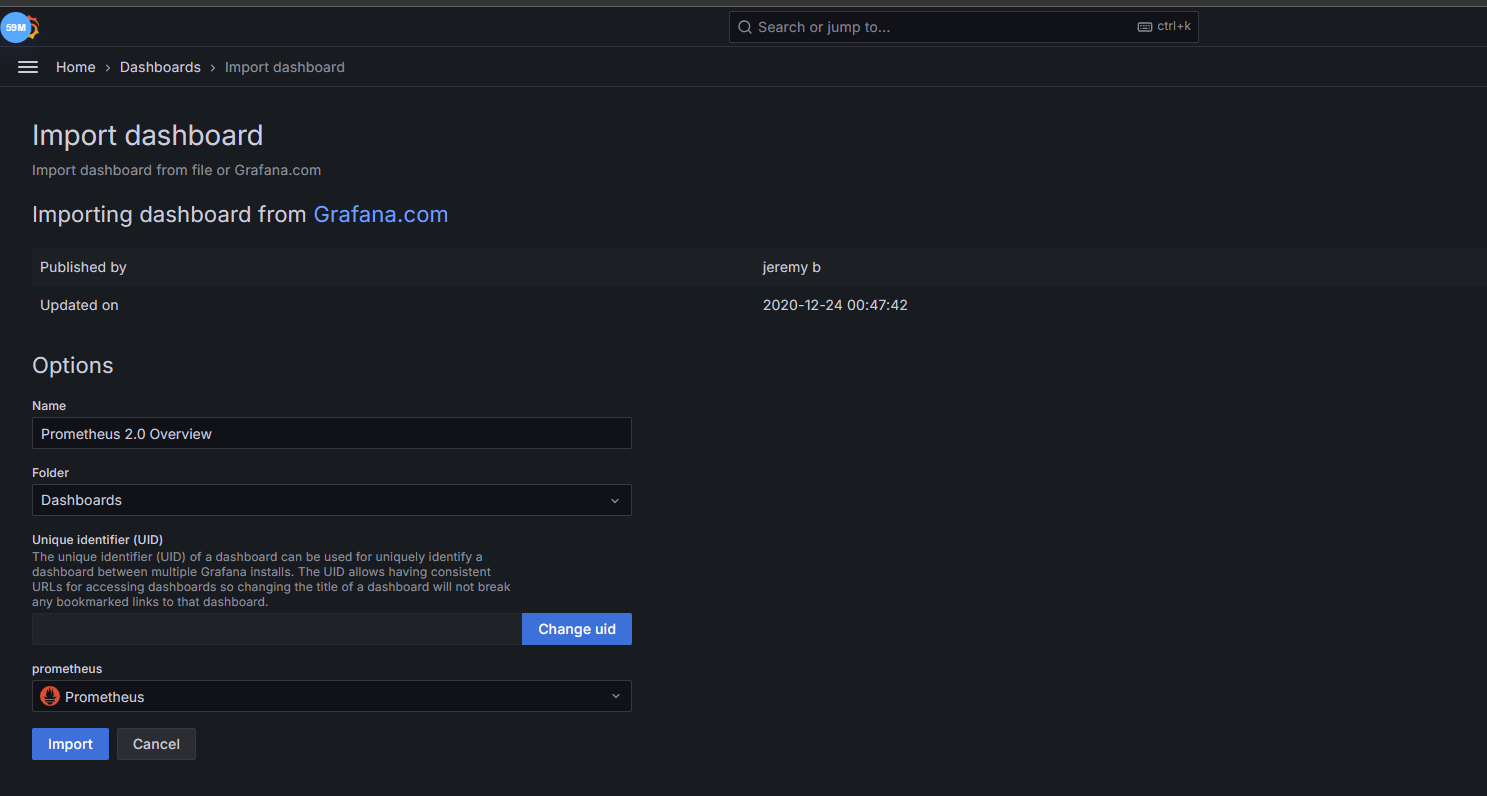 59M
Search or jump to...
ctrl+k
Home › Dashboards › Import dashboard
Import dashboard
Import dashboard from file or Grafana.com
Importing dashboard from Grafana.com
Published by jeremy b
Updated on 2020-12-24 00:47:42
Options
Name
Prometheus 2.0 Overview
Folder
Dashboards
Unique identifier (UID)
The unique identifier (UID) of a dashboard can be used for uniquely identify a
dashboard between multiple Grafana installs. The UID allows having consistent
URLs for accessing dashboards so changing the title of a dashboard will not break
any bookmarked links to that dashboard.
Change uid
prometheus
Prometheus
Import Cancel